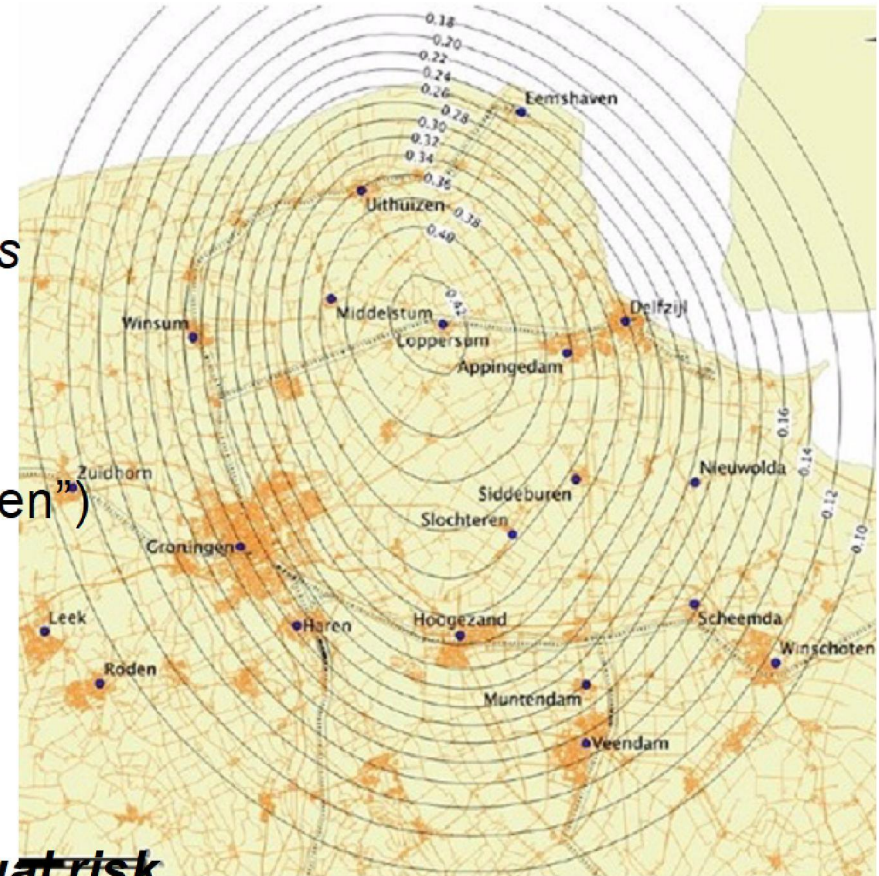 0.18
0.20
0.22
0.24
0.26
0.28
0.30
0.32
0.34
0.36
0.38
0.40
0.42
Eemshaven
Uithuizen
s
Middelstum
Delfzijl
Winsum
Loppersum
Appingedam
0.16
0.14
0.12
0.10
Zuidhorn
Nieuwolda
en”)
Siddeburen
Slochteren
Groningen
Leek
Haren
Hoogezand
Scheemda
Winschoten
Roden
Muntendam
Veendam
risk